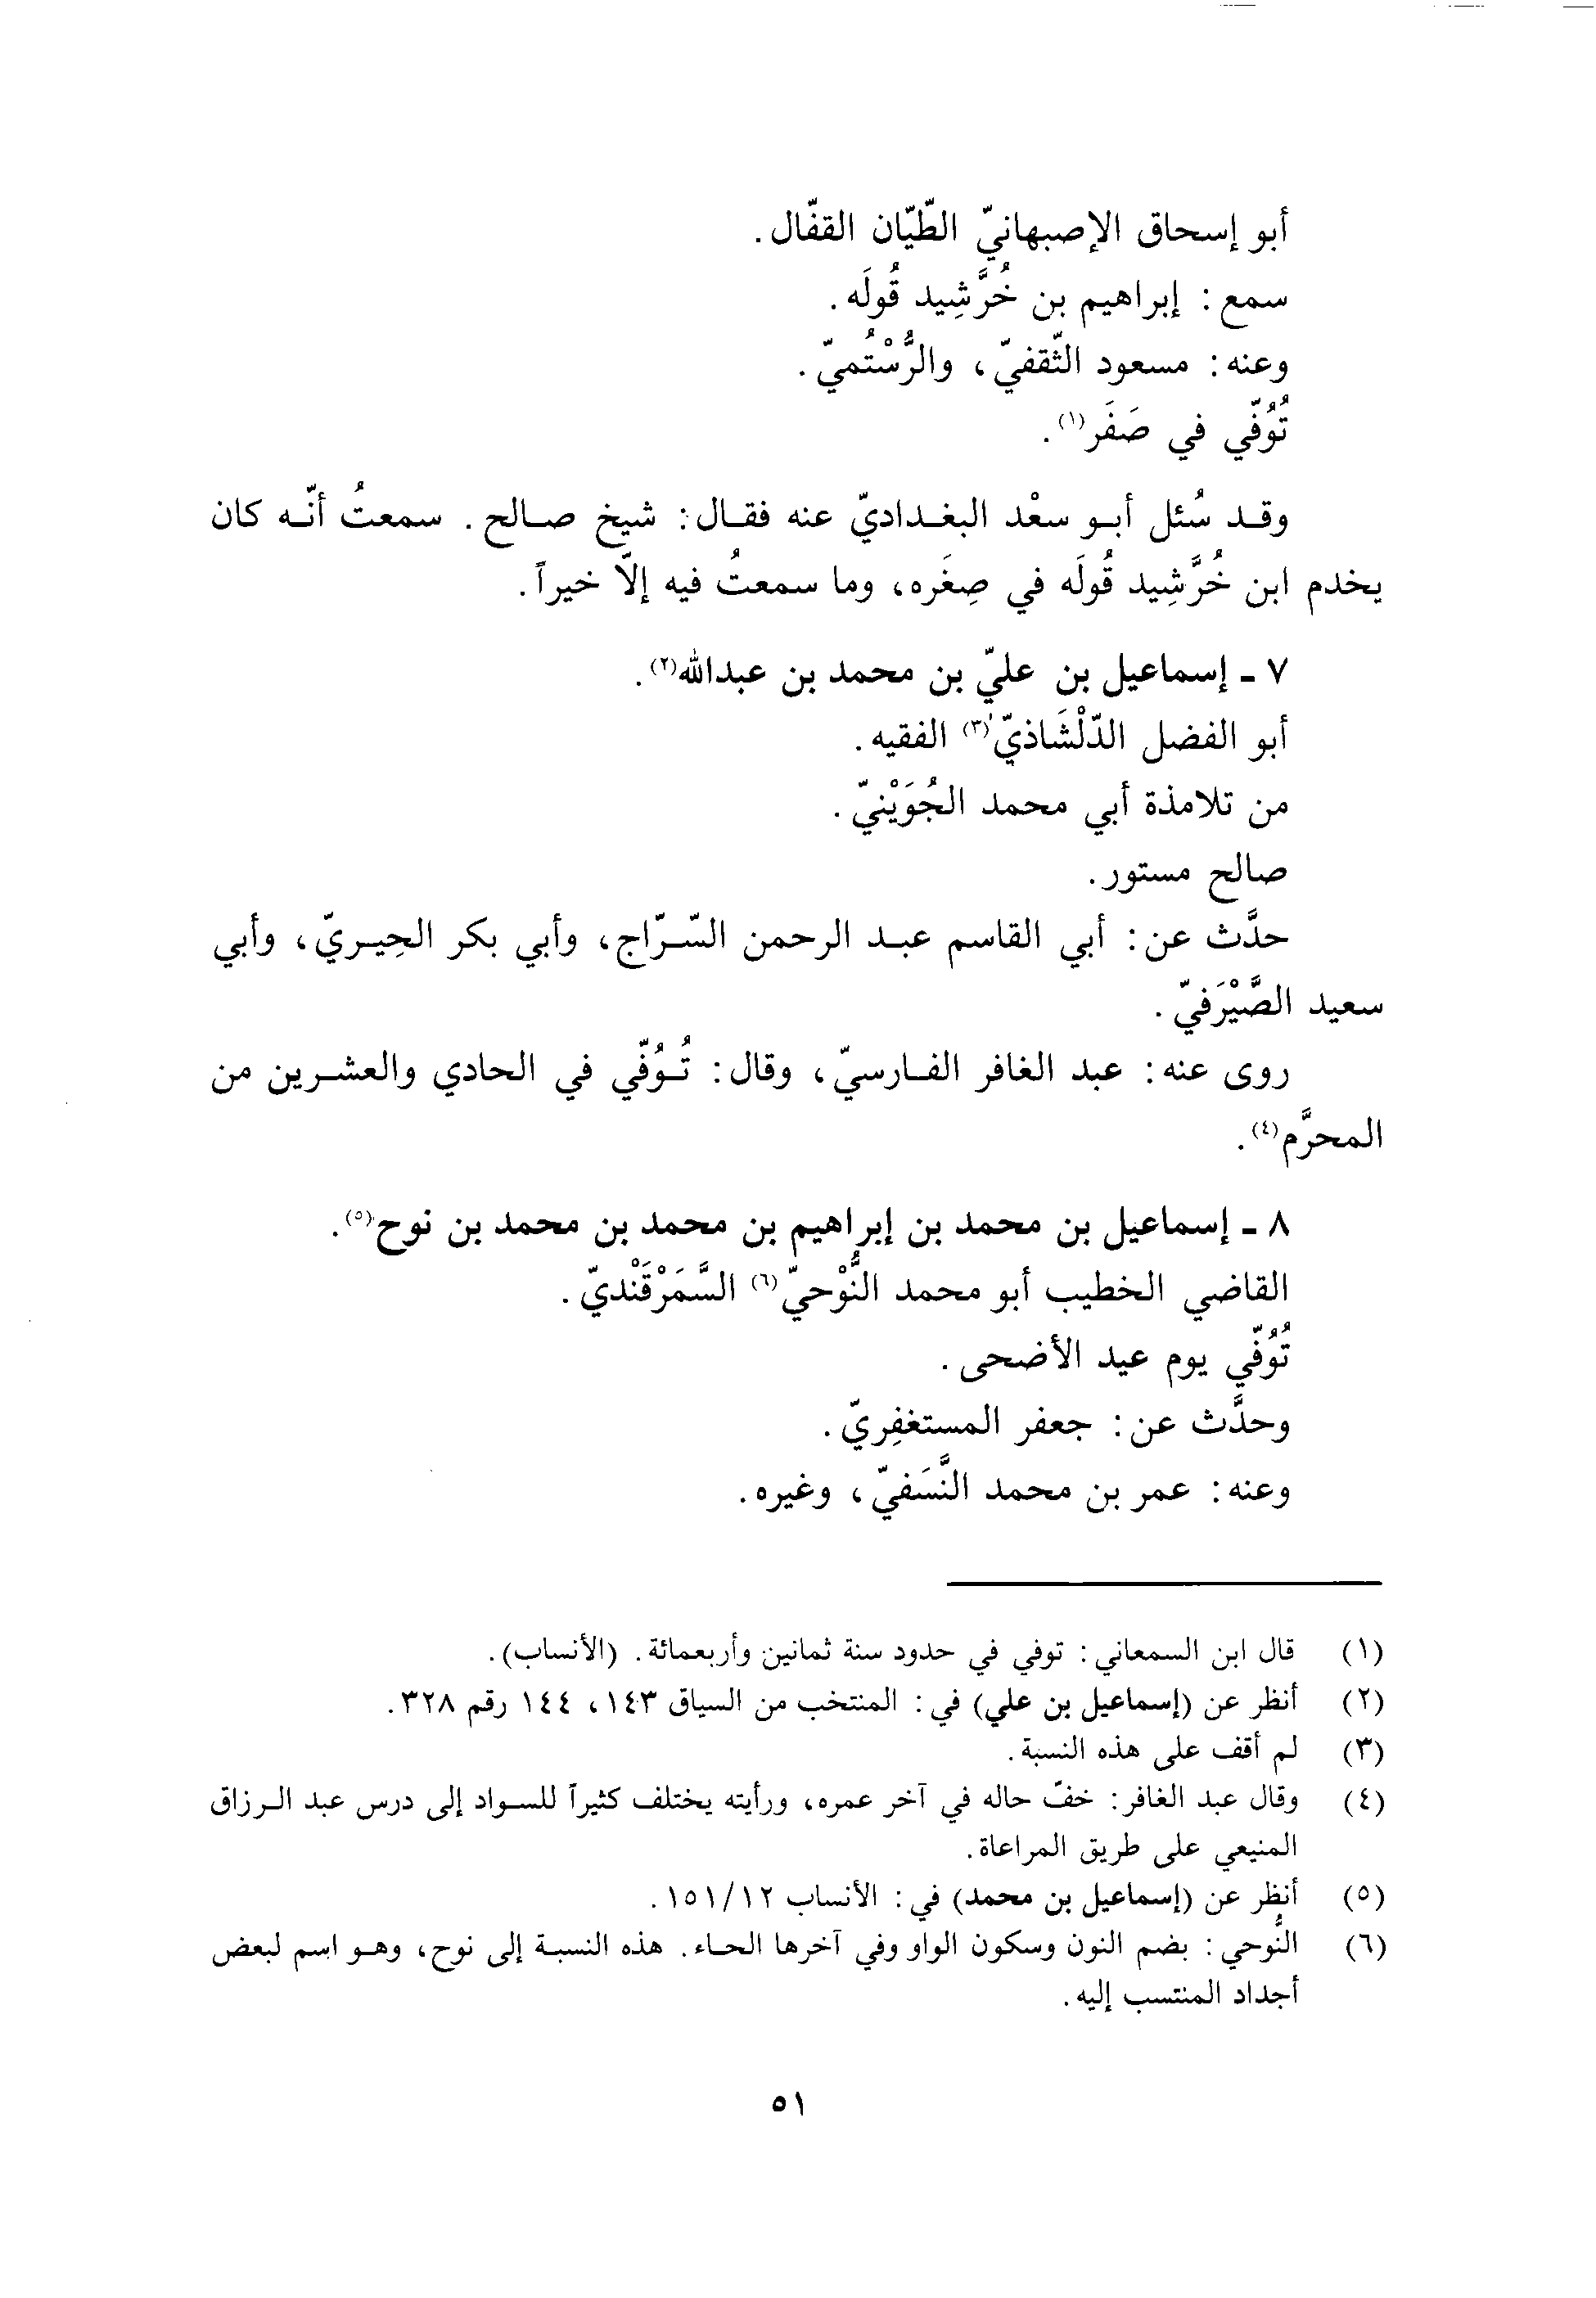 أبو إسحاق الإصبهانيّ الطّيّان القفّال.
سمع: إبراهيم بن خُرَّشِيد قُولَه.
وعنه: مسعود الثّقفيّ، والرُّسْتُميّ.
تُوُفّي في صَفَر(١).
وقد سُئل أبو سعْد البغداديّ عنه فقال: شيخ صالح. سمعتُ أنّه كان
يخدم ابن خُرَّشِيد قُولَه في صِغَره، وما سمعتُ فيه إلّا خيراً.
٧ - إسماعيل بن عليّ بن محمد بن عبدالله(٢).
أبو الفضل الدّلْشَاذيّ(٣) الفقيه.
من تلامذة أبي محمد الجُوَيْنيّ.
صالح مستور.
حدَّث عن: أبي القاسم عبد الرحمن السّرّاج، وأبي بكر الحِيريّ، وأبي
سعيد الصَّيْرَفيّ.
روى عنه: عبد الغافر الفارسيّ، وقال: تُوُفّي في الحادي والعشرين من
المحرَّم(٤).
٨ - إسماعيل بن محمد بن إبراهيم بن محمد بن محمد بن نوح(٥).
القاضي الخطيب أبو محمد النُّوْحيّ(٦) السَّمَرْقَنْديّ.
تُوُفّي يوم عيد الأضحى.
وحدَّث عن: جعفر المستغفِريّ.
وعنه: عمر بن محمد النَّسَفيّ، وغيره.
(١) قال ابن السمعاني: توفي في حدود سنة ثمانين وأربعمائة. (الأنساب).
(٢) أنظر عن (إسماعيل بن علي) في: المنتخب من السياق ١٤٣، ١٤٤ رقم ٣٢٨.
(٣) لم أقف على هذه النسبة.
(٤) وقال عبد الغافر: خفّ حاله في آخر عمره، ورأيته يختلف كثيراً للسواد إلى درس عبد الرزاق
المنيعي على طريق المراعاة.
(٥) أنظر عن (إسماعيل بن محمد) في: الأنساب ١٥١/١٢.
(٦) النُّوحي: بضم النون وسكون الواو وفي آخرها الحاء. هذه النسبة إلى نوح، وهو اسم لبعض
أجداد المنتسب إليه.
٥١